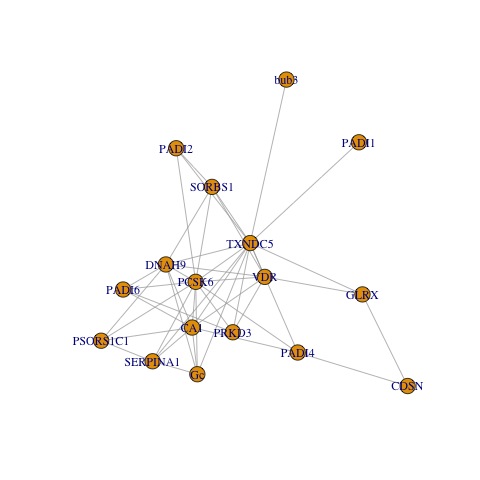 bub3
PADI1
PADI2
SORBS1
TXNDC5
DNAH9
VDR
PCSK6
PADI6
GLRX
CA1
PRKD3
PSORS1C1
PADI4
SERPINA1
Gc
CDSN